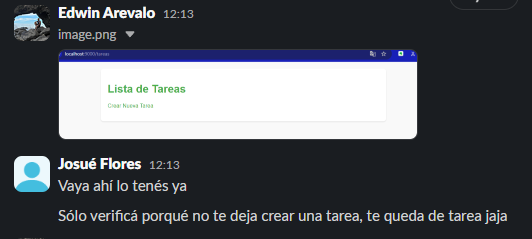 Edwin Arevalo 12:13
image.png
localhost:8080/tareas
Lista de Tareas
Crear Nueva Tarea
Josué Flores 12:13
Vaya ahí lo tenés ya
Sólo verificá porqué no te deja crear una tarea, te queda de tarea jaja